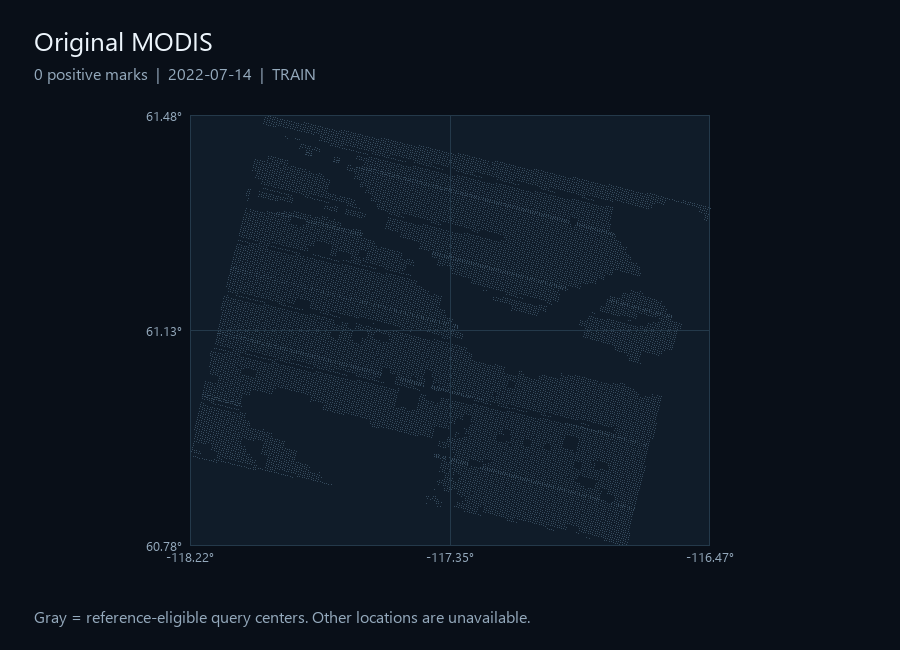 Original MODIS
0 positive marks | 2022-07-14 | TRAIN
61.48°
61.13°
60.78°
-118.22°
-117.35°
-116.47°
Gray = reference-eligible query centers. Other locations are unavailable.